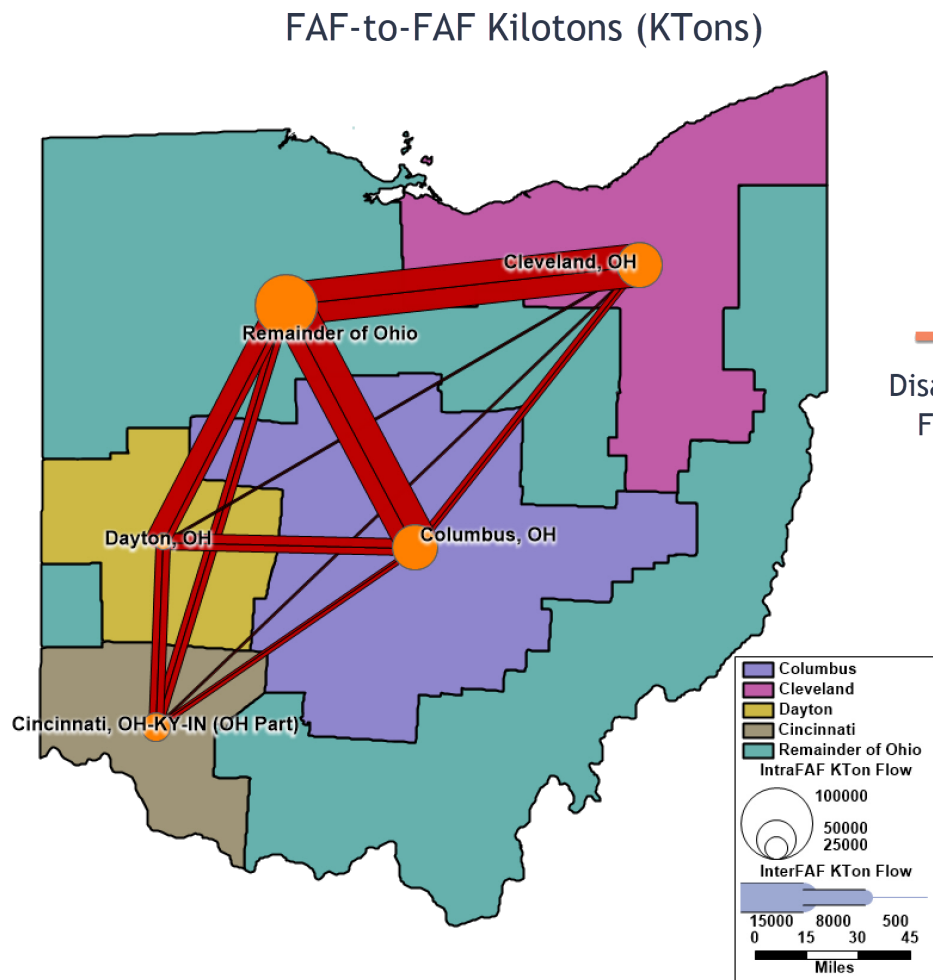 FAF-to-FAF Kilotons (KTons)
Cleveland, OH
Remainder of Ohio
Dayton, OH
Columbus, OH
Cincinnati, OH-KY-IN (OH Part)
Disa
F
Columbus
Cleveland
Dayton
Cincinnati
Remainder of Ohio
IntraFAF KTon Flow
100000
50000
25000
InterFAF KTon Flow
15000 8000 500
0 15 30 45
Miles